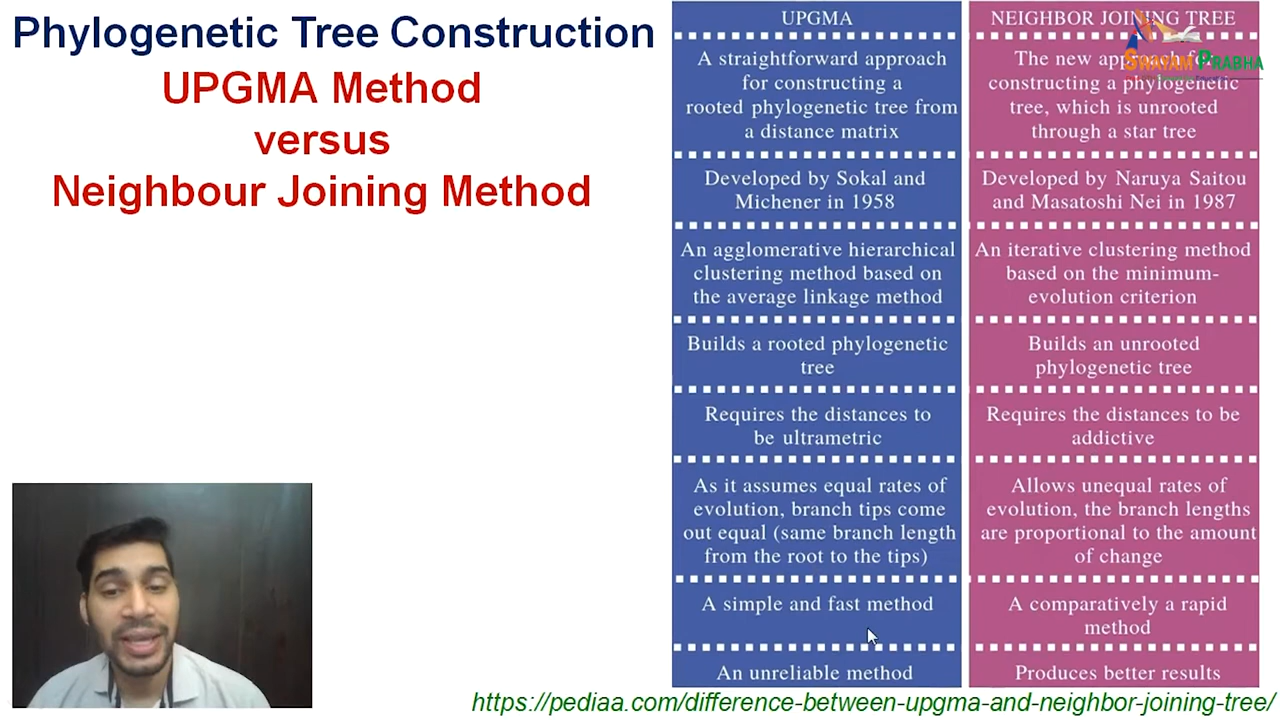 Phylogenetic Tree Construction
UPGMA Method
versus
Neighbour Joining Method
UPGMA
A straightforward approach
for constructing a
rooted phylogenetic tree from
a distance matrix
Developed by Sokal and
Michener in 1958
An agglomerative hierarchical
clustering method based on
the average linkage method
Builds a rooted phylogenetic
tree
Requires the distances to
be ultrametric
As it assumes equal rates of
evolution, branch tips come
out equal (same branch length
from the root to the tips)
A simple and fast method
An unreliable method
NEIGHBOR JOINING TREE
The new approach for
constructing a phylogenetic
tree, which is unrooted
through a star tree
Developed by Naruya Saitou
and Masatoshi Nei in 1987
An iterative clustering method
based on the minimum-
evolution criterion
Builds an unrooted
phylogenetic tree
Requires the distances to be
addictive
Allows unequal rates of
evolution, the branch lengths
are proportional to the amount
of change
A comparatively a rapid
method
Produces better results
SWAYAM PRABHA
https://pediaa.com/difference-between-upgma-and-neighbor-joining-tree/